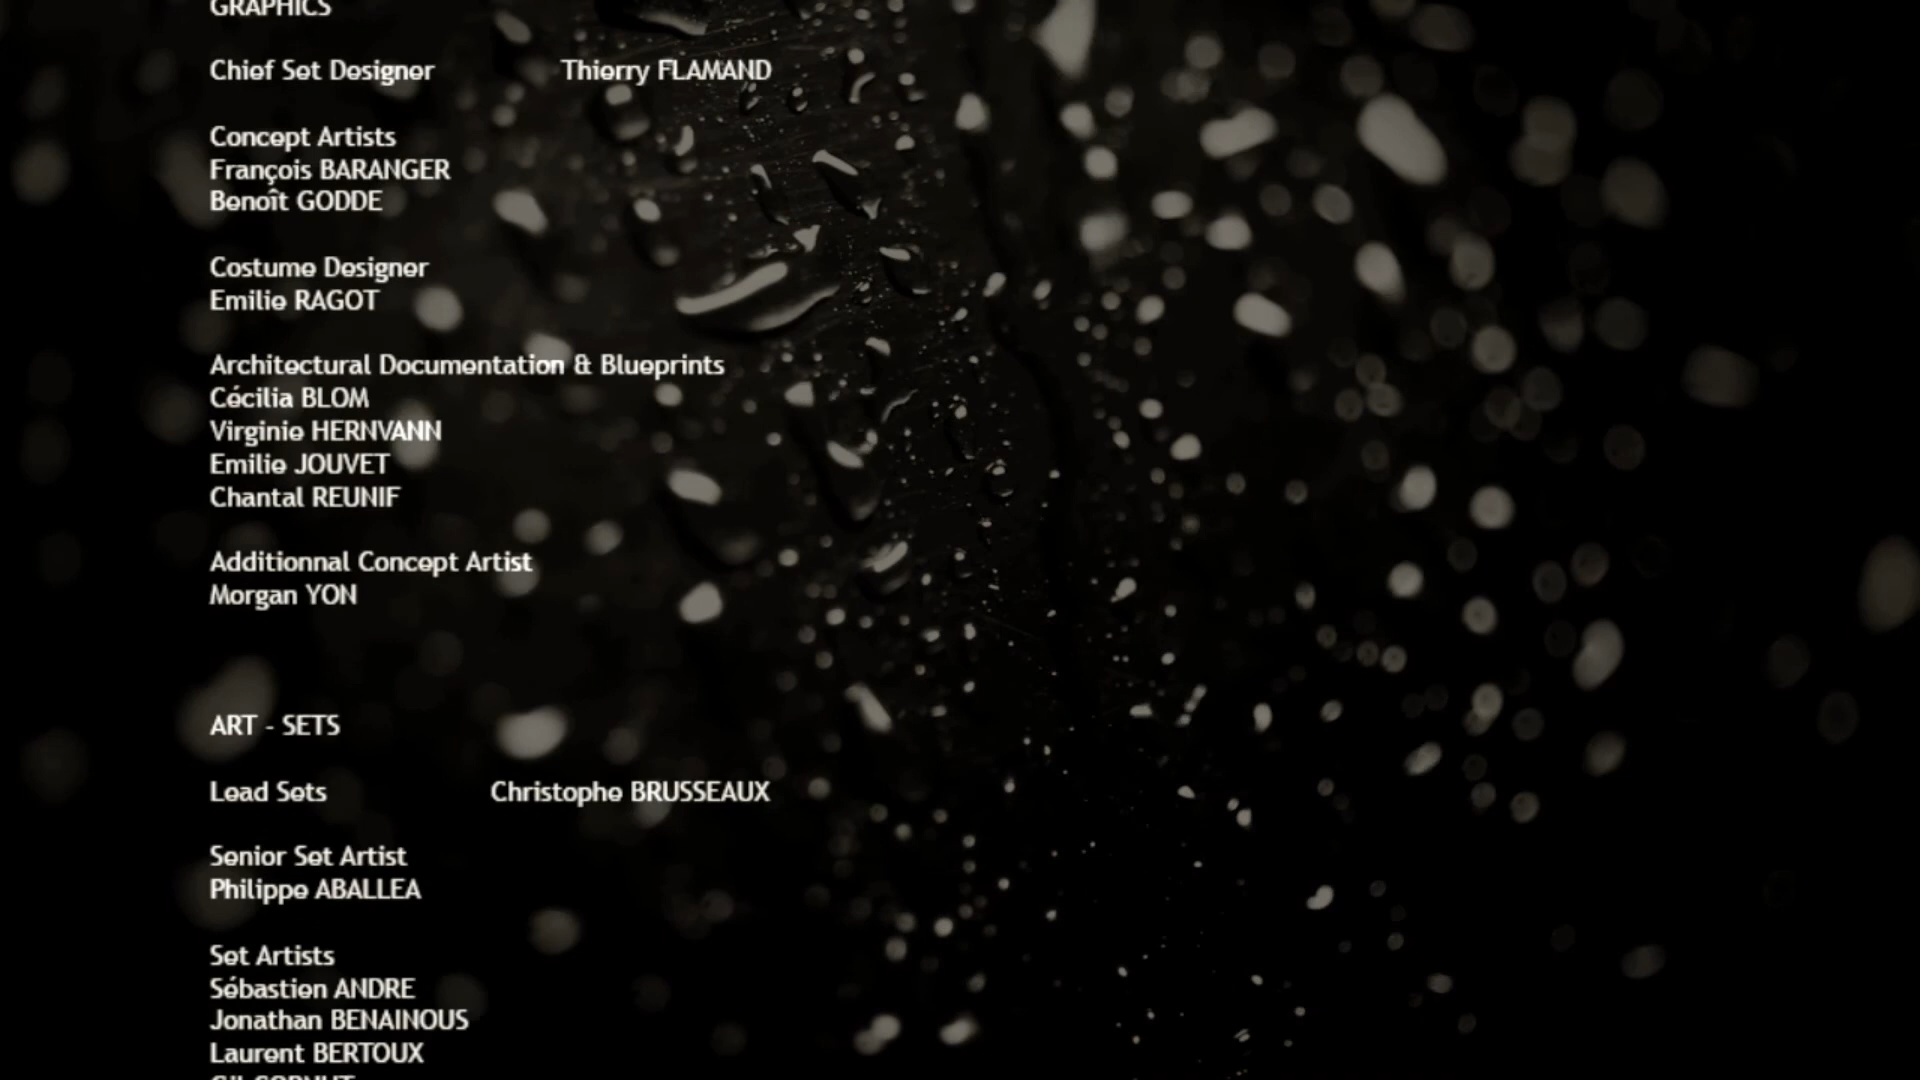 GRAPHICS
Chief Set Designer Thierry FLAMAND
Concept Artists
François BARANGER
Benoît GODDE
Costume Designer
Emilie RAGOT
Architectural Documentation & Blueprints
Cécilia BLOM
Virginie HERNVANN
Emilie JOUVET
Chantal REUNIF
Additionnal Concept Artist
Morgan YON
ART - SETS
Lead Sets Christophe BRUSSEAUX
Senior Set Artist
Philippe ABALLEA
Set Artists
Sébastien ANDRE
Jonathan BENAINOUS
Laurent BERTOUX